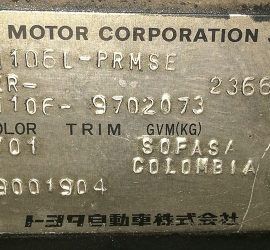 MOTOR CORPORATION J
106L-PRMSE
R- 2366
106- 9702073
OLOR TRIM GVM(KG)
701 SOFASA
COLOMBIA
9001904
トヨタ自動車株式会社